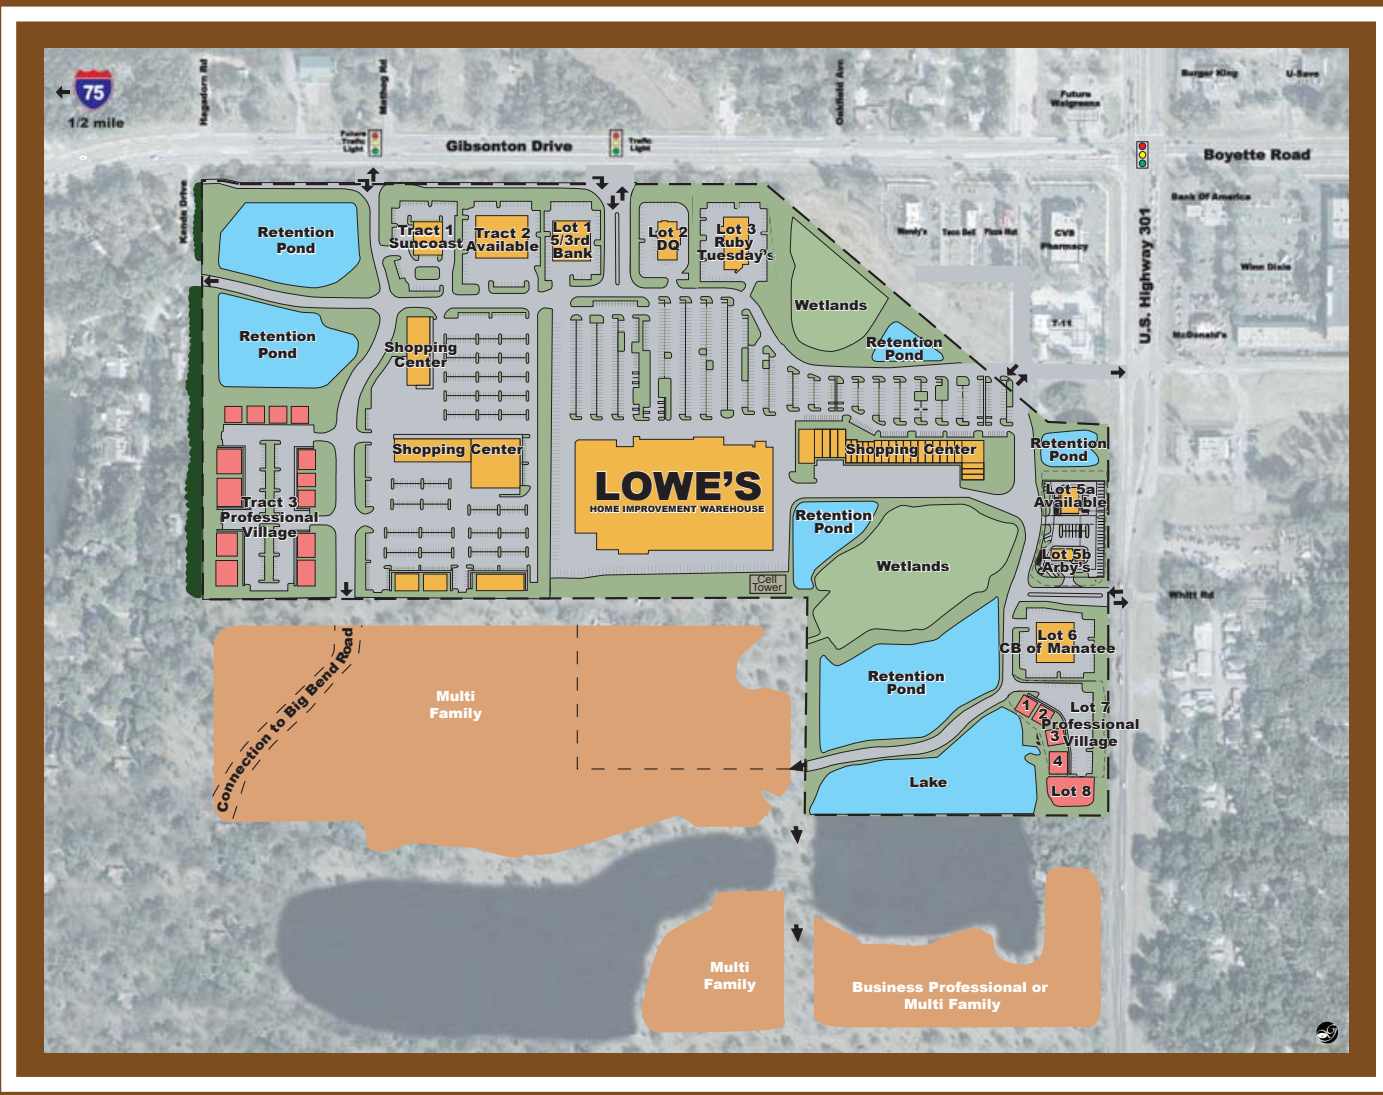 75
1/2 mile
Hagadorn Rd
Mathog Rd
Oakfield Ave
Burger King
U-Save
Future
Walgreens
Future
Traffic
Light
Gibsonton Drive
Traffic
Light
Boyette Road
Kenda Drive
Bank Of America
Wendy's
Taco Bell
Pizza Hut
CVS
Pharmacy
U.S. Highway 301
Winn Dixie
7-11
McDonald's
Retention
Pond
Tract 1
Suncoast
Tract 2
Available
Lot 1
5/3rd
Bank
Lot 2
DQ
Lot 3
Ruby
Tuesday's
Wetlands
Retention
Pond
Retention
Pond
Shopping
Center
Shopping Center
LOWE'S
HOME IMPROVEMENT WAREHOUSE
Shopping Center
Retention
Pond
Lot 5a
Available
Tract 3
Professional
Village
Retention
Pond
Wetlands
Lot 5b
Arby's
Cell
Tower
Whitt Rd
Lot 6
CB of Manatee
Connection to Big Bend Road
Multi
Family
Retention
Pond
1
2
3
4
Lot 7
Professional
Village
Lake
Lot 8
Multi
Family
Business Professional or
Multi Family